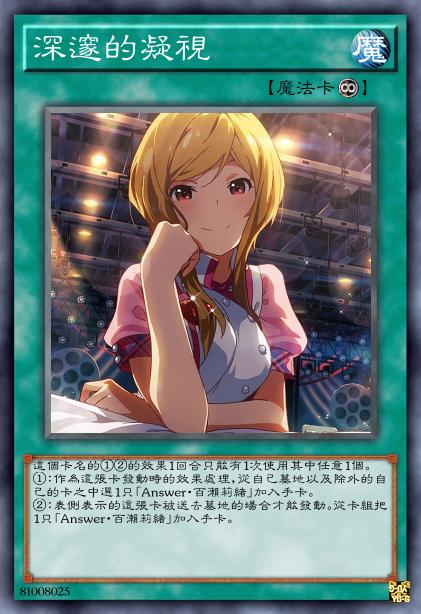 深邃的凝視
魔
【魔法卡】
這個卡名的①②的效果1回合只能有1次使用其中任意1個。
①:作為這張卡發動時的效果處理,從自己墓地以及除外的自
己的卡之中選1只「Answer・百瀨莉緒」加入手卡。
②:表側表示的這張卡被送去墓地的場合才能發動。從卡組把
1只「Answer・百瀨莉緒」加入手卡。
81008025